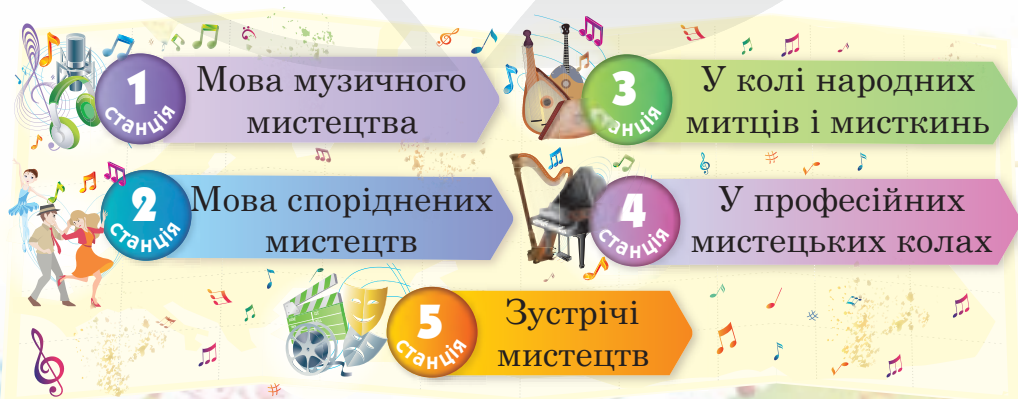 1
станція
Мова музичного
мистецтва
2
станція
Мова споріднених
мистецтв
3
станція
У колі народних
митців і мисткинь
4
станція
У професійних
мистецьких колах
5
станція
Зустрічі
мистецтв